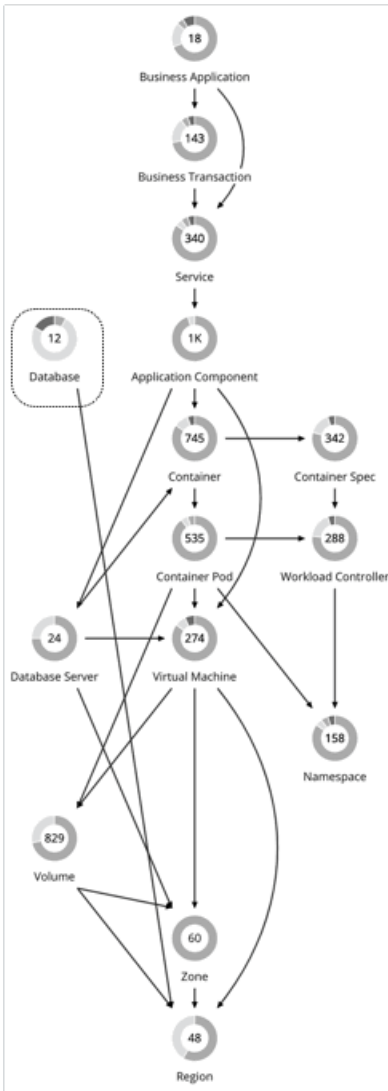 18
Business Application
143
Business Transaction
340
Service
12
Database
1K
Application Component
745
Container
342
Container Spec
535
Container Pod
288
Workload Controller
24
Database Server
274
Virtual Machine
158
Namespace
829
Volume
60
Zone
48
Region